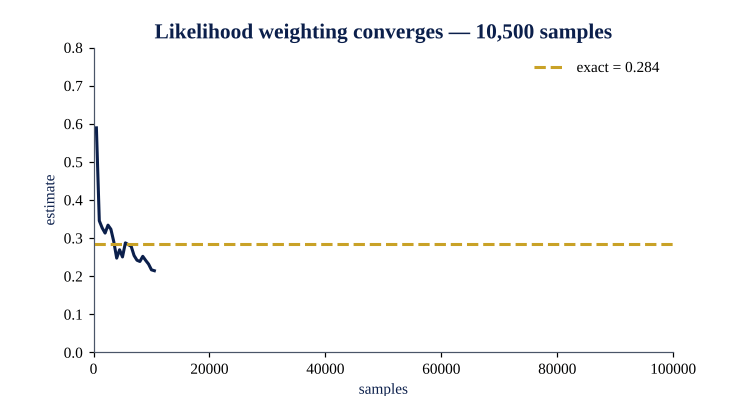 Likelihood weighting converges — 10,500 samples
exact = 0.284
estimate
0.8
0.7
0.6
0.5
0.4
0.3
0.2
0.1
0.0
0 20000 40000 60000 80000 100000
samples